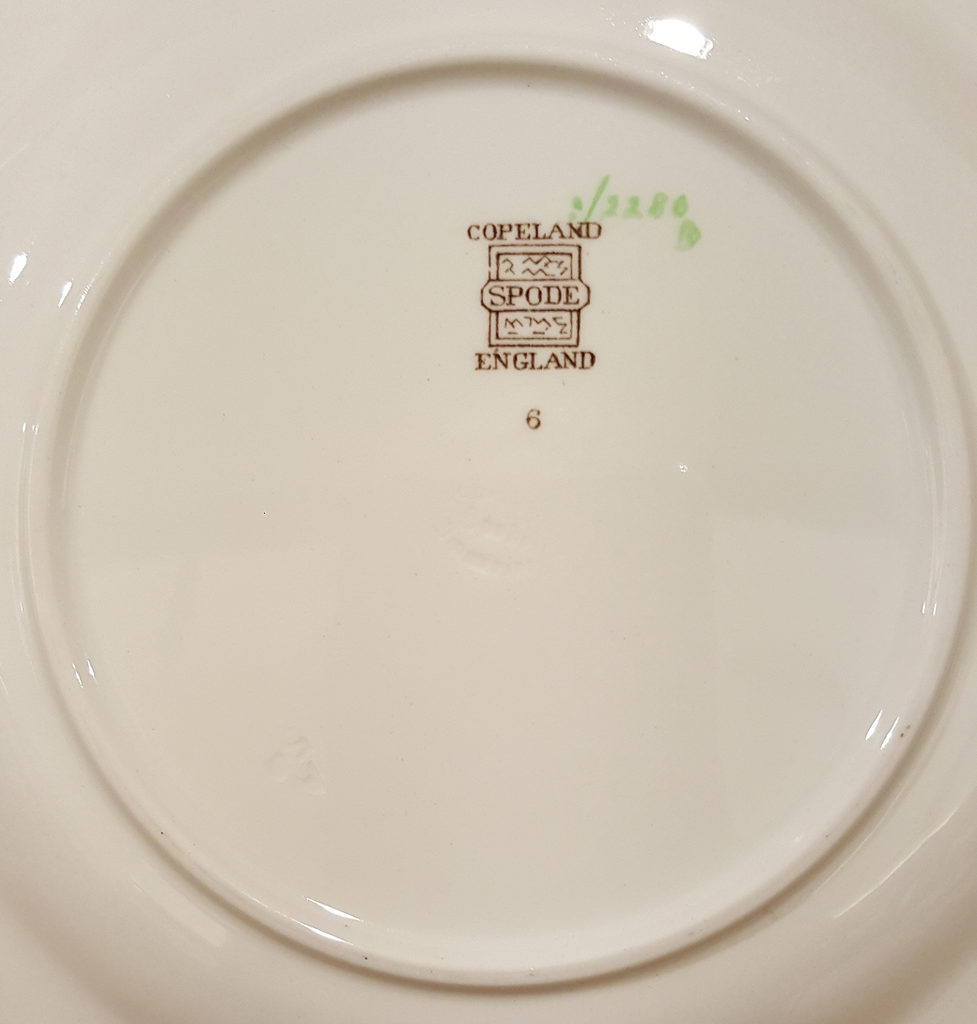 2/2280
COPELAND
SPODE
ENGLAND
6